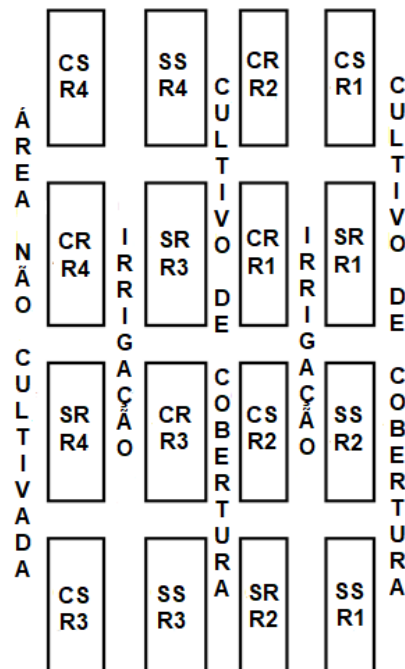 CS
R4
SS
R4
CR
R2
CS
R1
ÁREA NÃO CULTIVADA
IRRIGAÇÃO
CULTIVO DE COBERTURA
IRRIGAÇÃO
CULTIVO DE COBERTURA
CR
R4
SR
R3
CR
R1
SR
R1
SR
R4
CR
R3
CS
R2
SS
R2
CS
R3
SS
R3
SR
R2
SS
R1